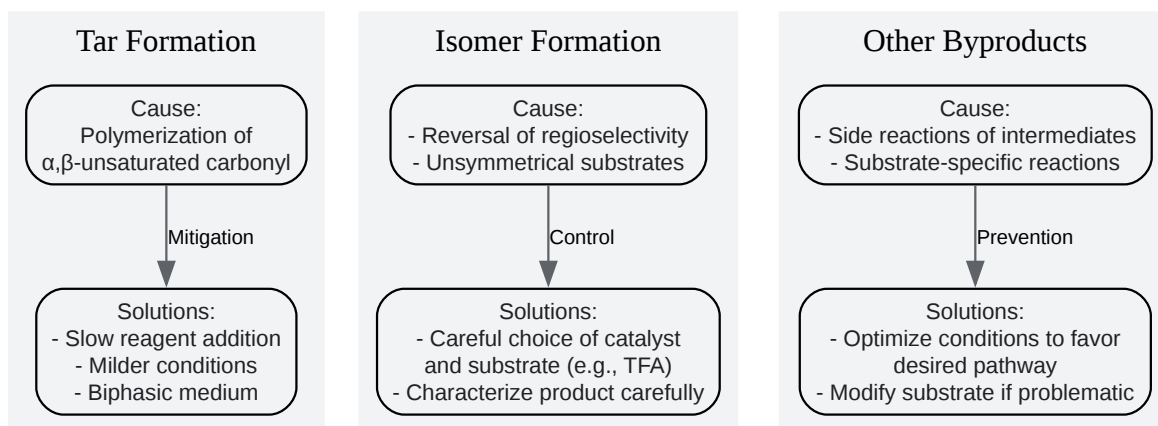 Tar Formation
Cause:
Polymerization of
α,β-unsaturated carbonyl
Mitigation
Solutions:
- Slow reagent addition
- Milder conditions
- Biphasic medium
Isomer Formation
Cause:
- Reversal of regioselectivity
- Unsymmetrical substrates
Control
Solutions:
- Careful choice of catalyst
and substrate (e.g., TFA)
- Characterize product carefully
Other Byproducts
Cause:
- Side reactions of intermediates
- Substrate-specific reactions
Prevention
Solutions:
- Optimize conditions to favor
desired pathway
- Modify substrate if problematic